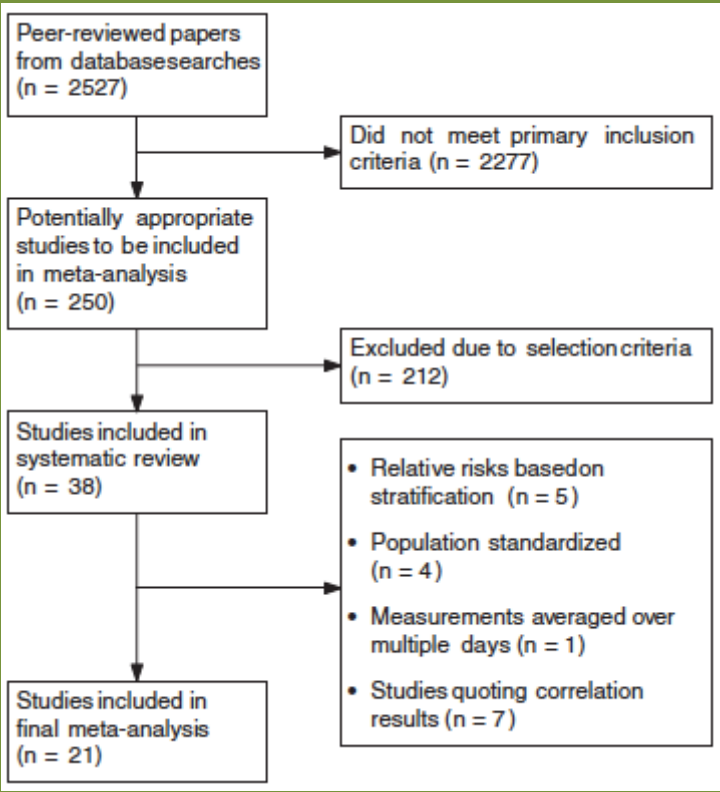 Peer-reviewed papers
from databasesearches
(n = 2527)
Did not meet primary inclusion
criteria (n = 2277)
Potentially appropriate
studies to be included
in meta-analysis
(n = 250)
Excluded due to selection criteria
(n = 212)
Studies included in
systematic review
(n = 38)
• Relative risks basedon
stratification (n = 5)
• Population standardized
(n = 4)
• Measurements averaged over
multiple days (n = 1)
• Studies quoting correlation
results (n = 7)
Studies included in
final meta-analysis
(n = 21)